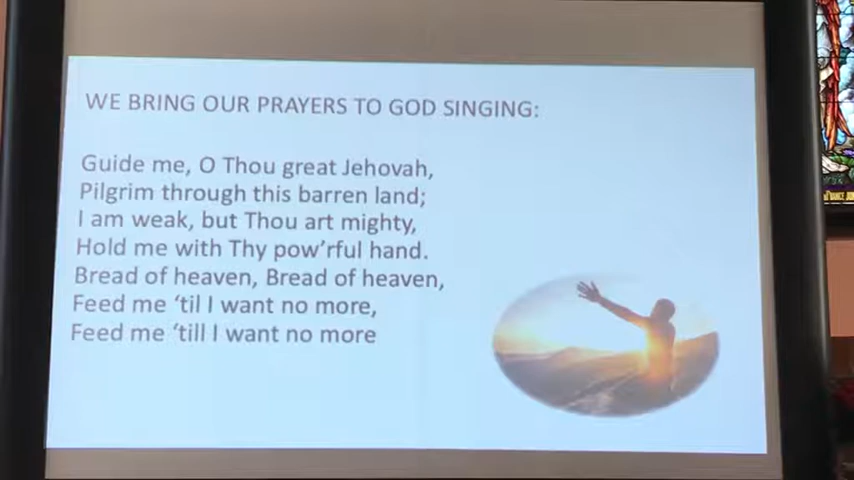 WE BRING OUR PRAYERS TO GOD SINGING:
Guide me, O Thou great Jehovah,
Pilgrim through this barren land;
I am weak, but Thou art mighty,
Hold me with Thy pow’rful hand.
Bread of heaven, Bread of heaven,
Feed me ‘til I want no more,
Feed me ‘till I want no more